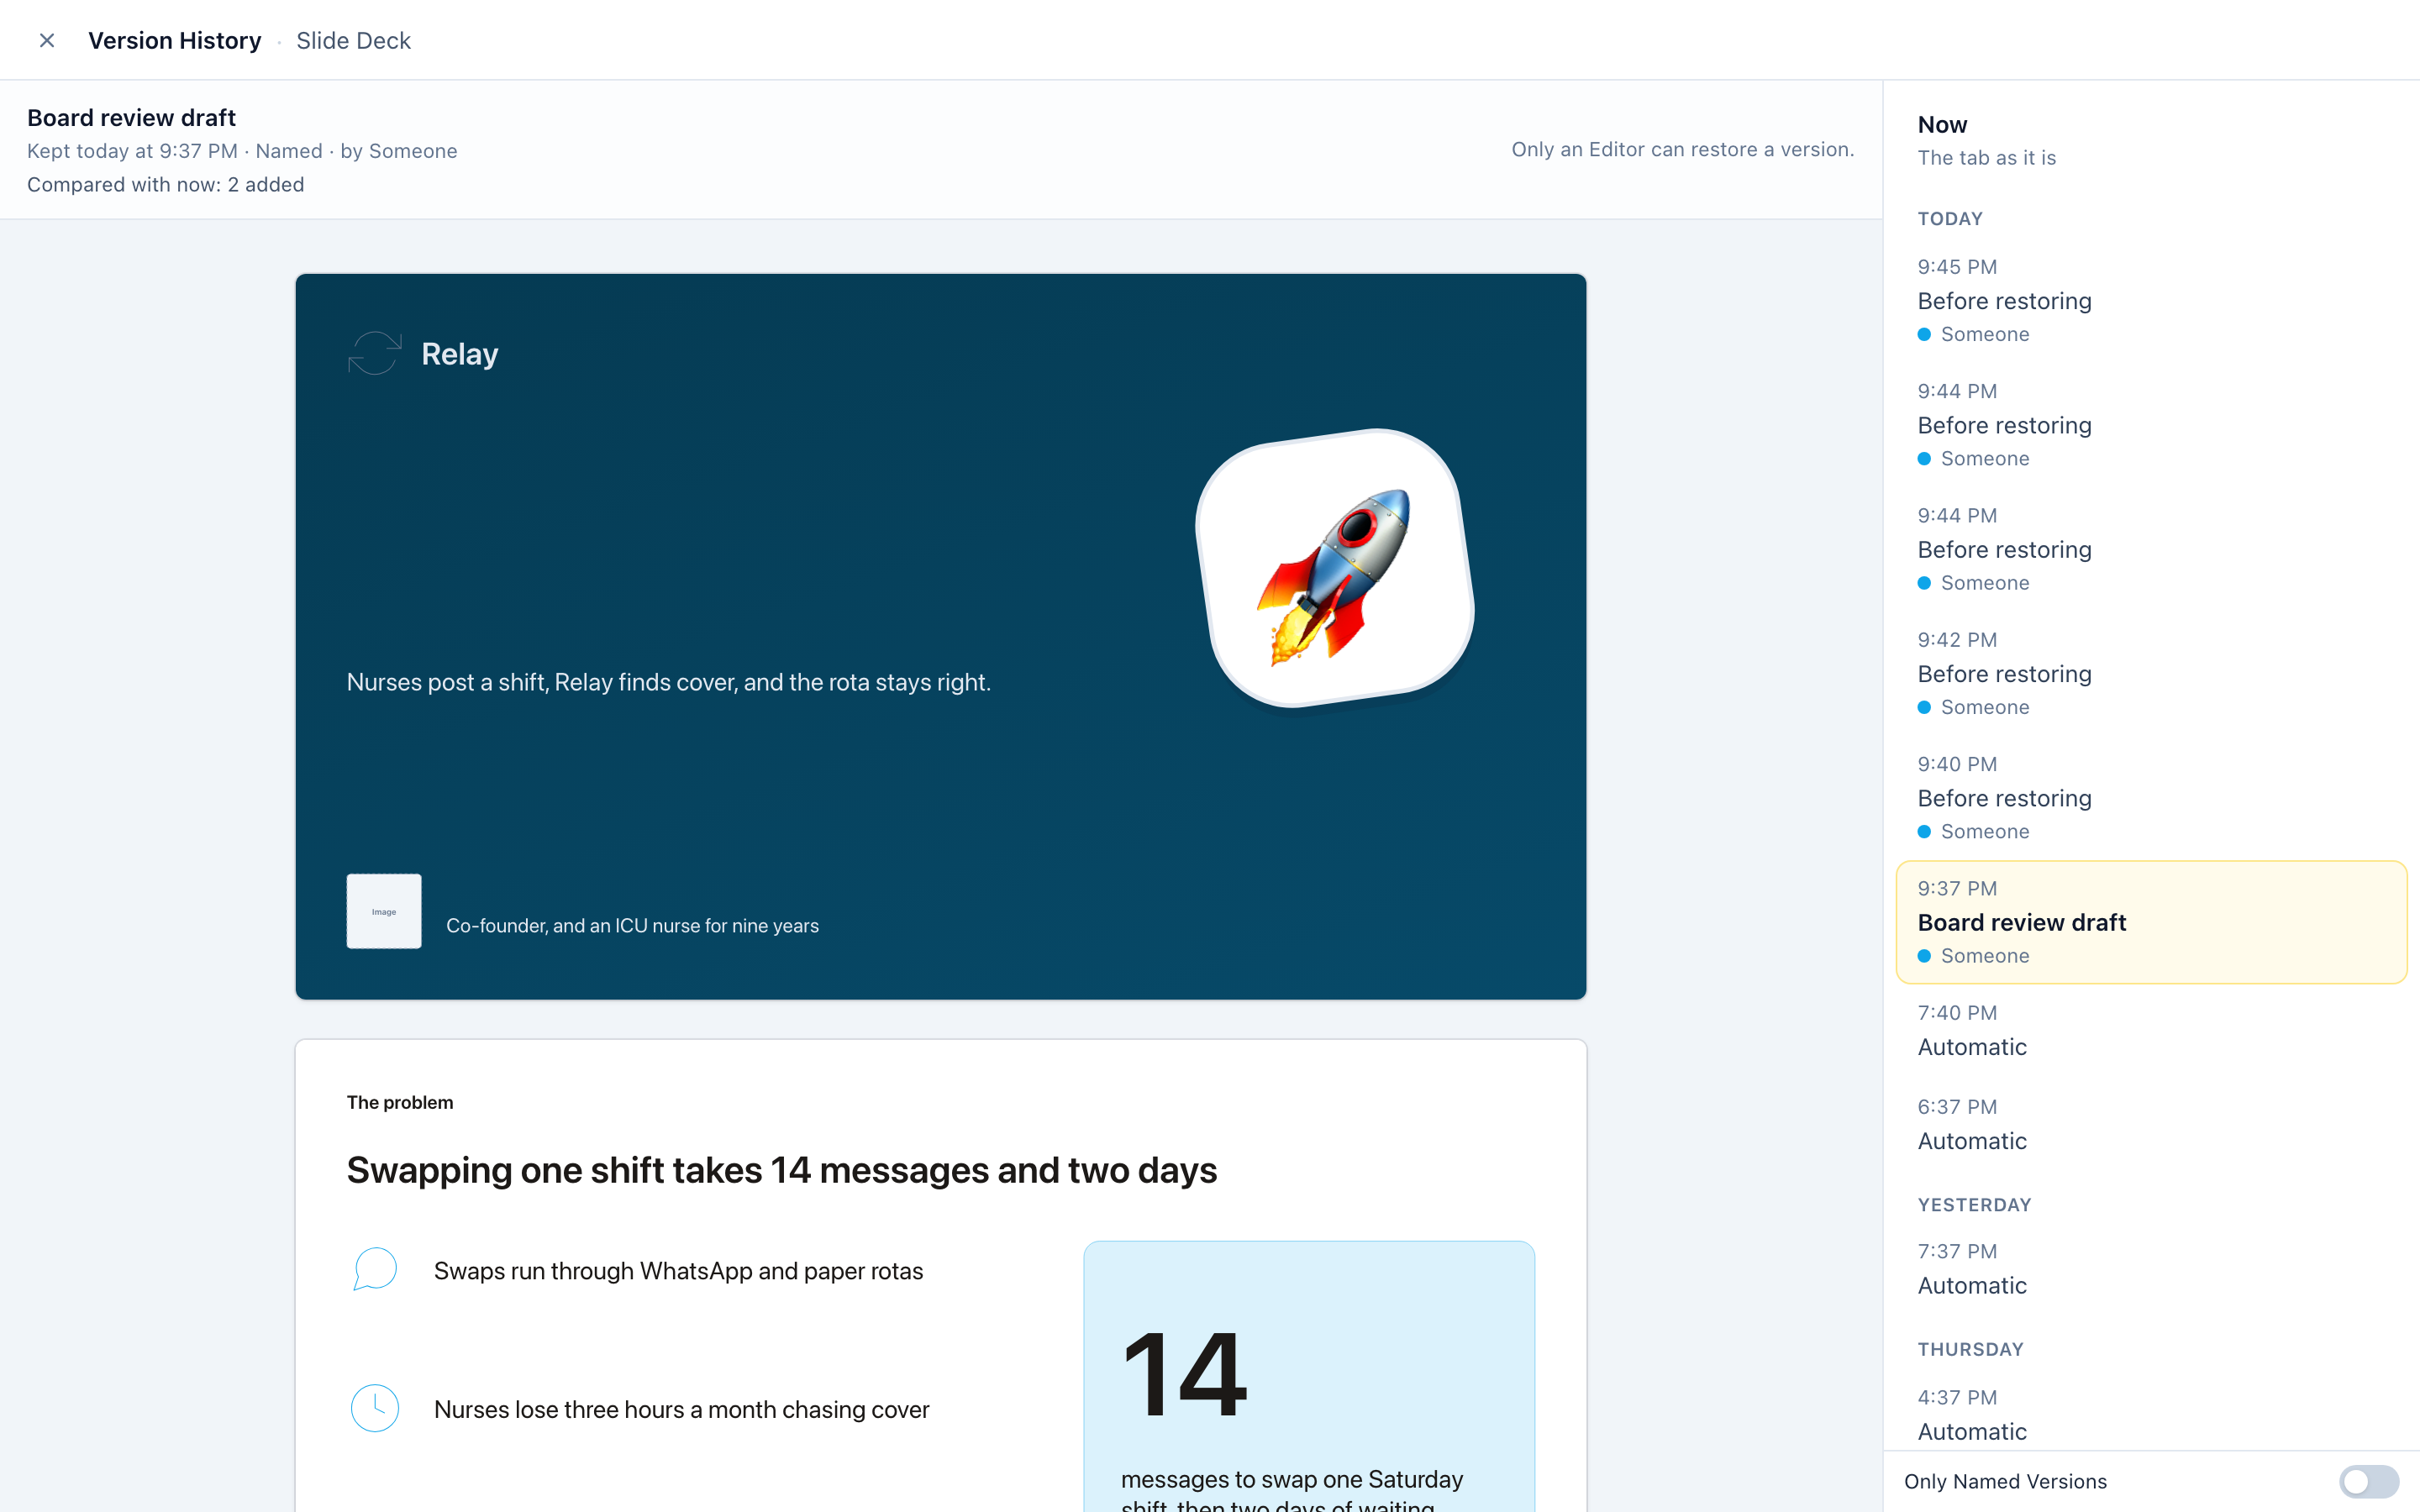 Version History · Slide Deck
Board review draft
Kept today at 9:37 PM · Named · by Someone
Compared with now: 2 added
Only an Editor can restore a version.
Relay
Nurses post a shift, Relay finds cover, and the rota stays right.
Image
Co-founder, and an ICU nurse for nine years
The problem
Swapping one shift takes 14 messages and two days
Swaps run through WhatsApp and paper rotas
Nurses lose three hours a month chasing cover
14
messages to swap one Saturday
shift, then two days of waiting
Now
The tab as it is
TODAY
9:45 PM
Before restoring
Someone
9:44 PM
Before restoring
Someone
9:44 PM
Before restoring
Someone
9:42 PM
Before restoring
Someone
9:40 PM
Before restoring
Someone
9:37 PM
Board review draft
Someone
7:40 PM
Automatic
6:37 PM
Automatic
YESTERDAY
7:37 PM
Automatic
THURSDAY
4:37 PM
Automatic
Only Named Versions